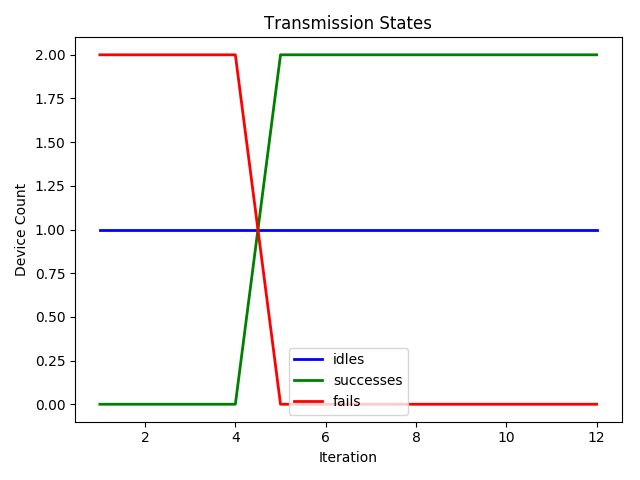 Transmission States
Device Count
2.00
1.75
1.50
1.25
1.00
0.75
0.50
0.25
0.00
idles
successes
fails
2 4 6 8 10 12
Iteration